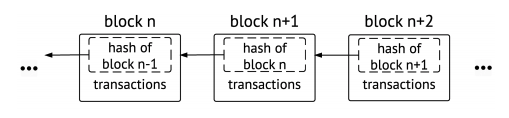 block n
block n+1
block n+2
hash of
block n-1
hash of
block n
hash of
block n+1
...
...
transactions
transactions
transactions